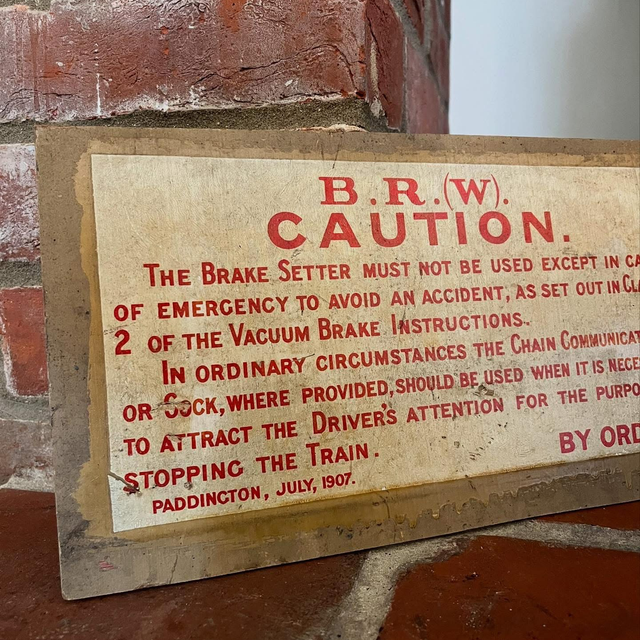 B.R.(W).
CAUTION.
THE BRAKE SETTER MUST NOT BE USED EXCEPT IN CA
OF EMERGENCY TO AVOID AN ACCIDENT, AS SET OUT IN CLA
2 OF THE VACUUM BRAKE INSTRUCTIONS.
IN ORDINARY CIRCUMSTANCES THE CHAIN COMMUNICAT
OR COCK, WHERE PROVIDED, SHOULD BE USED WHEN IT IS NECE
TO ATTRACT THE DRIVER'S ATTENTION FOR THE PURPO
STOPPING THE TRAIN.
BY ORD
PADDINGTON, JULY, 1907.